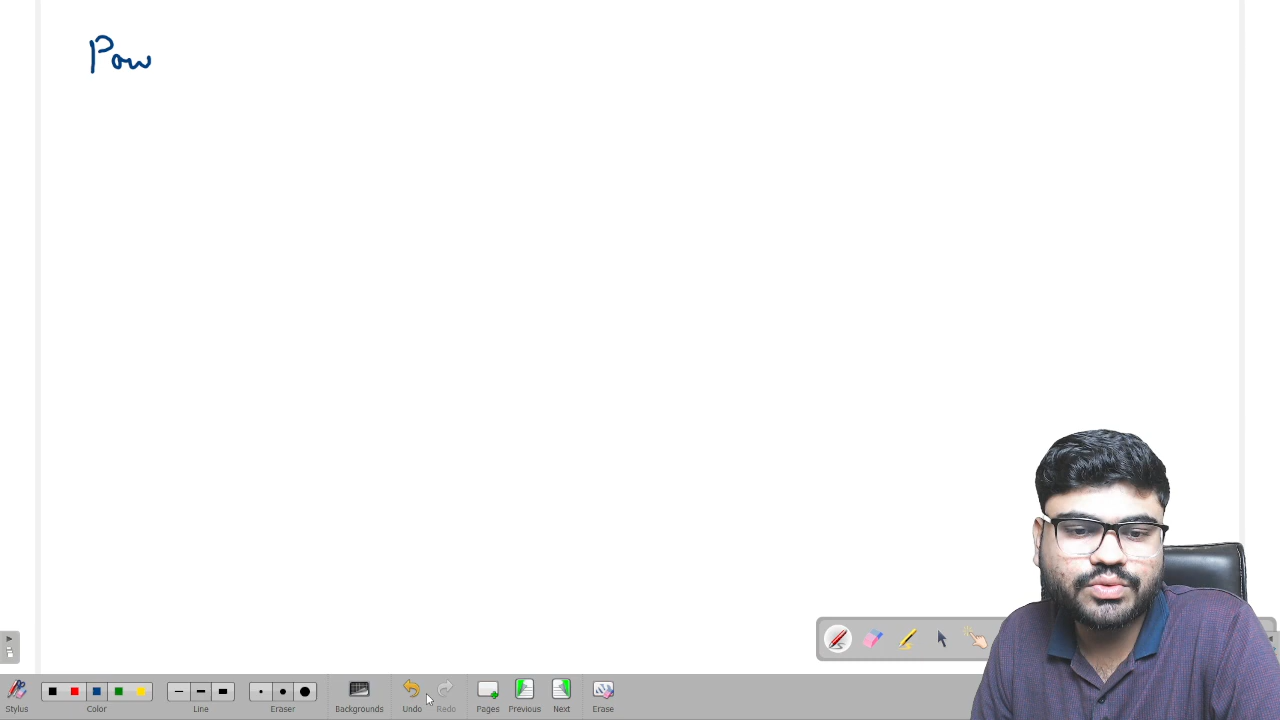 Pow
Stylus
Color
Line
Eraser
Backgrounds
Undo
Redo
Pages
Previous
Next
Erase